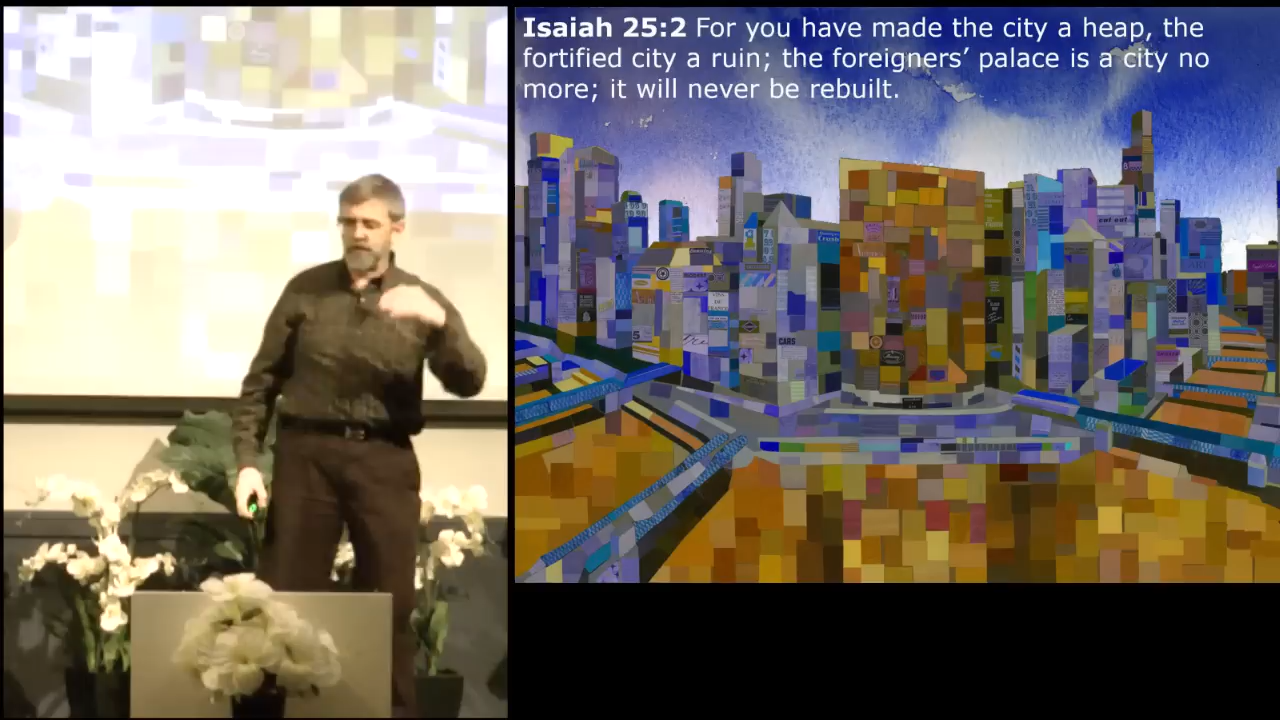 Isaiah 25:2 For you have made the city a heap, the
fortified city a ruin; the foreigners’ palace is a city no
more; it will never be rebuilt.
CARS